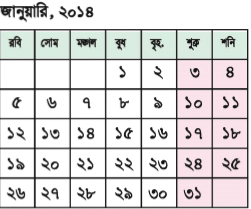 জানুয়ারি, ২০১৪
রবি সোম মঙ্গল বুধ বৃহ. শুক্র শনি
১ ২ ৩ ৪
৫ ৬ ৭ ৮ ৯ ১০ ১১
১২ ১৩ ১৪ ১৫ ১৬ ১৭ ১৮
১৯ ২০ ২১ ২২ ২৩ ২৪ ২৫
২৬ ২৭ ২৮ ২৯ ৩০ ৩১